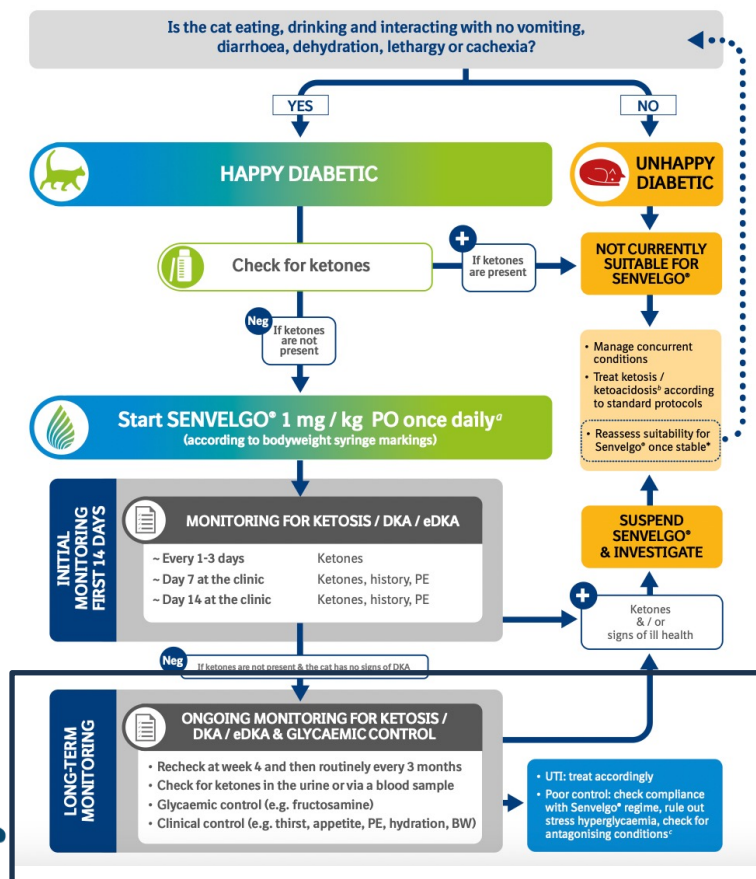 Is the cat eating, drinking and interacting with no vomiting,
diarrhoea, dehydration, lethargy or cachexia?
YES
NO
HAPPY DIABETIC
UNHAPPY
DIABETIC
Check for ketones
+
If ketones
are present
NOT CURRENTLY
SUITABLE FOR
SENVELGO®
Neg
If ketones
are not
present
• Manage concurrent
conditions
• Treat ketosis /
ketoacidosisᵇ according
to standard protocols
• Reassess suitability for
Senvelgo® once stable*
Start SENVELGO® 1 mg / kg PO once dailyᵃ
(according to bodyweight syringe markings)
INITIAL
MONITORING
FIRST 14 DAYS
MONITORING FOR KETOSIS / DKA / eDKA
~ Every 1-3 days Ketones
~ Day 7 at the clinic Ketones, history, PE
~ Day 14 at the clinic Ketones, history, PE
SUSPEND
SENVELGO®
& INVESTIGATE
+
Ketones
& / or
signs of ill health
Neg
If ketones are not present & the cat has no signs of DKA
LONG-TERM
MONITORING
ONGOING MONITORING FOR KETOSIS /
DKA / eDKA & GLYCAEMIC CONTROL
• Recheck at week 4 and then routinely every 3 months
• Check for ketones in the urine or via a blood sample
• Glycaemic control (e.g. fructosamine)
• Clinical control (e.g. thirst, appetite, PE, hydration, BW)
• UTI: treat accordingly
• Poor control: check compliance
with Senvelgo® regime, rule out
stress hyperglycaemia, check for
antagonising conditionsᶜ